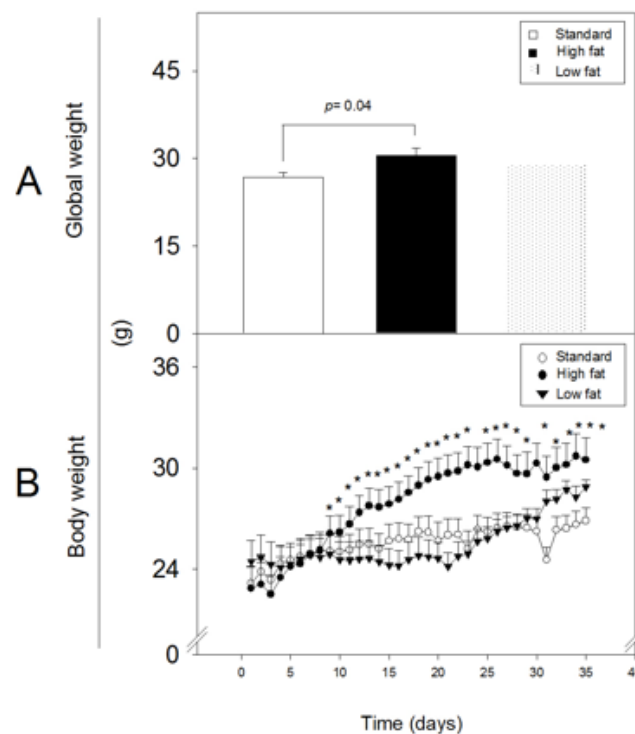 Standard
High fat
Low fat
45
30
15
0
p= 0.04
A
Global weight
(g)
Standard
High fat
Low fat
36
30
24
0
* * * * * * * * * * * * * * * * * * * * * * * * * * *
B
Body weight
0 5 10 15 20 25 30 35 4
Time (days)